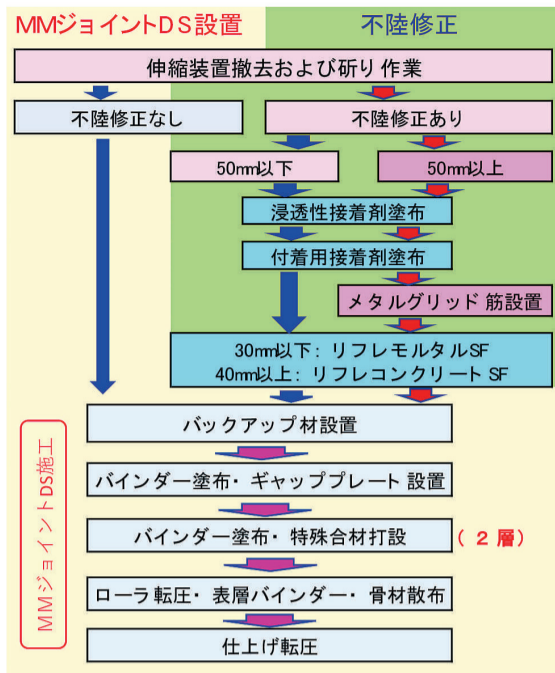 MMジョイントDS設置
不陸修正
伸縮装置撤去および斫り作業
不陸修正なし
不陸修正あり
50mm以下
50mm以上
浸透性接着剤塗布
付着用接着剤塗布
メタルグリッド筋設置
30mm以下：リフレモルタルSF
40mm以上：リフレコンクリートSF
バックアップ材設置
バインダー塗布・ギャッププレート設置
バインダー塗布・特殊合材打設
（２層）
ローラ転圧・表層バインダー・骨材散布
仕上げ転圧
MMジョイントDS施工